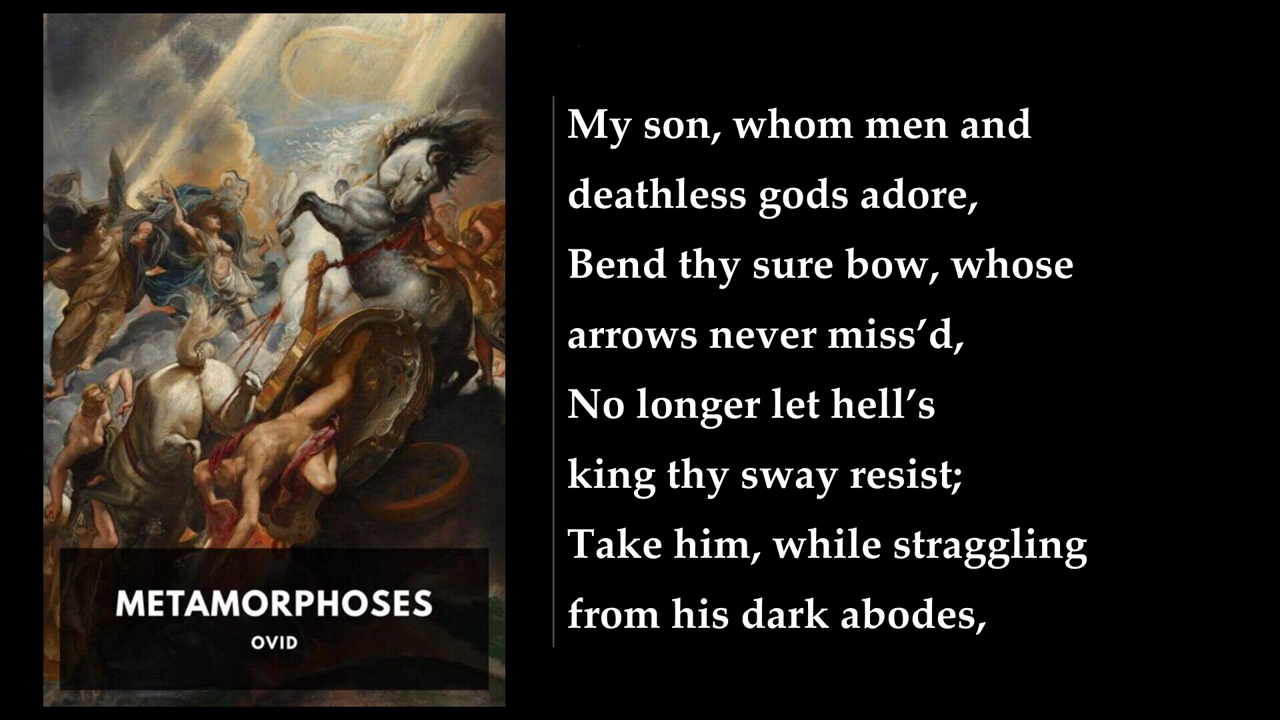 METAMORPHOSES
OVID
My son, whom men and
deathless gods adore,
Bend thy sure bow, whose
arrows never miss’d,
No longer let hell’s
king thy sway resist;
Take him, while straggling
from his dark abodes,